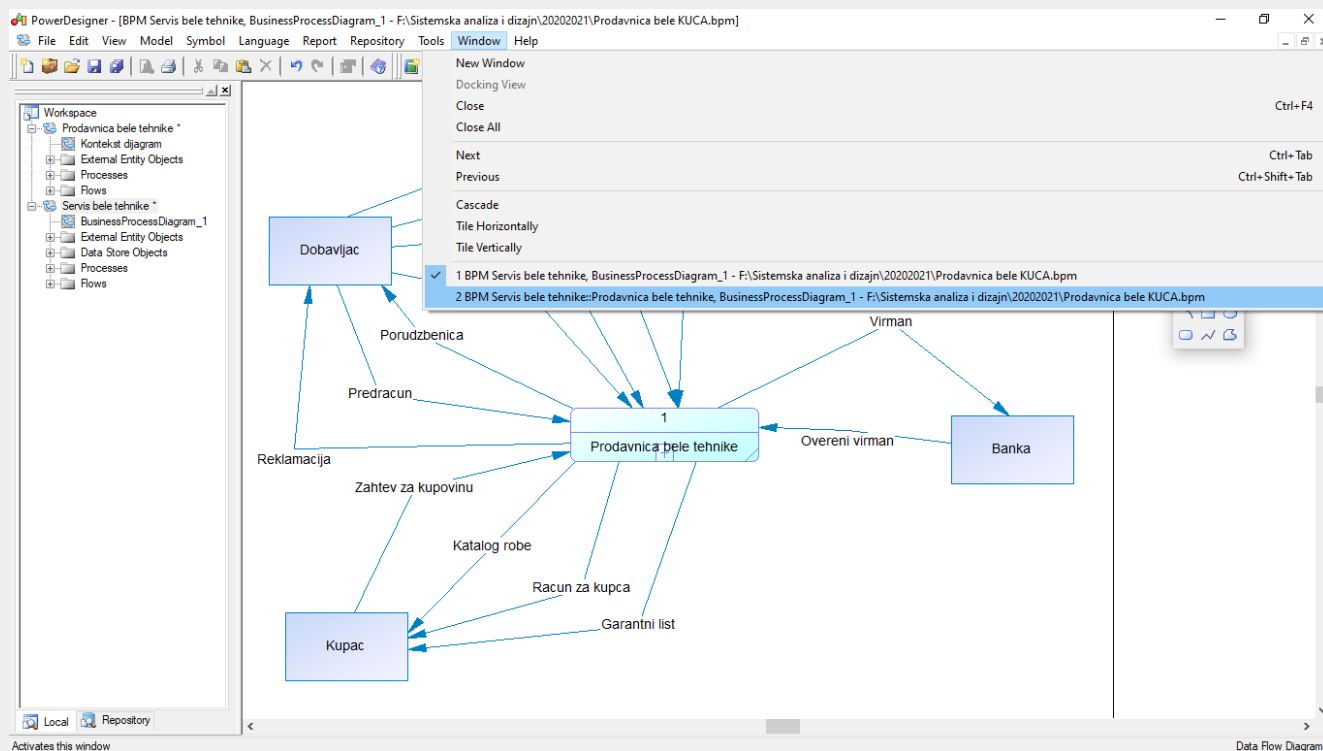 PowerDesigner - [BPM Servis bele tehnike, BusinessProcessDiagram_1 - F:\Sistemska analiza i dizajn\20202021\Prodavnica bele KUCA.bpm]
File Edit View Model Symbol Language Report Repository Tools Window Help
New Window
Docking View
Close Ctrl+F4
Close All
Next Ctrl+Tab
Previous Ctrl+Shift+Tab
Cascade
Tile Horizontally
Tile Vertically
1 BPM Servis bele tehnike, BusinessProcessDiagram_1 - F:\Sistemska analiza i dizajn\20202021\Prodavnica bele KUCA.bpm
2 BPM Servis bele tehnike::Prodavnica bele tehnike, BusinessProcessDiagram_1 - F:\Sistemska analiza i dizajn\20202021\Prodavnica bele KUCA.bpm
Workspace
Prodavnica bele tehnike *
Kontekst dijagram
External Entity Objects
Processes
Flows
Servis bele tehnike *
BusinessProcessDiagram_1
External Entity Objects
Data Store Objects
Processes
Flows
Dobavljac
Virman
Porudzbenica
Predracun
1
Prodavnica bele tehnike
Overeni virman
Banka
Reklamacija
Zahtev za kupovinu
Katalog robe
Racun za kupca
Garantni list
Kupac
Local Repository
Activates this window
Data Flow Diagram